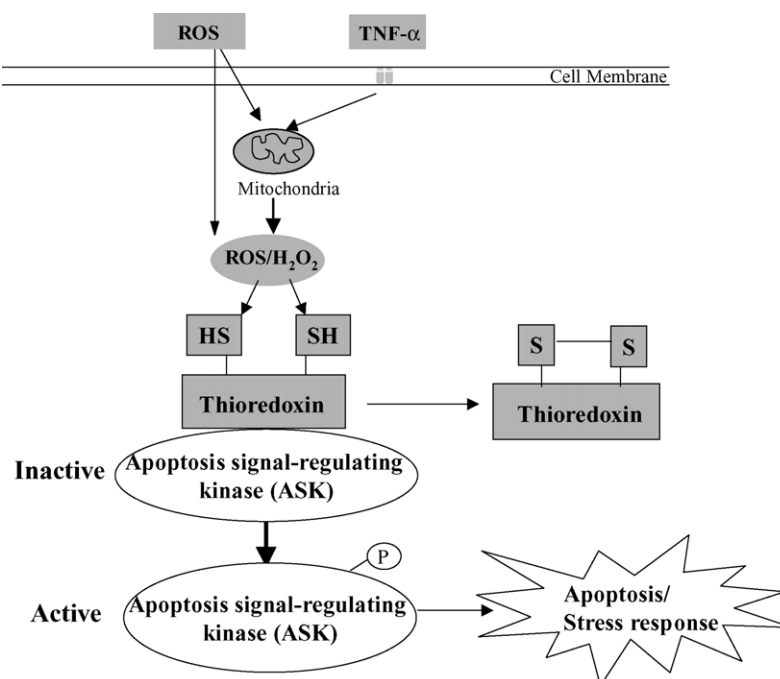 ROS
TNF-α
Cell Membrane
Mitochondria
ROS/H₂O₂
HS
SH
S
S
Thioredoxin
Thioredoxin
Inactive
Apoptosis signal-regulating
kinase (ASK)
P
Active
Apoptosis signal-regulating
kinase (ASK)
Apoptosis/
Stress response